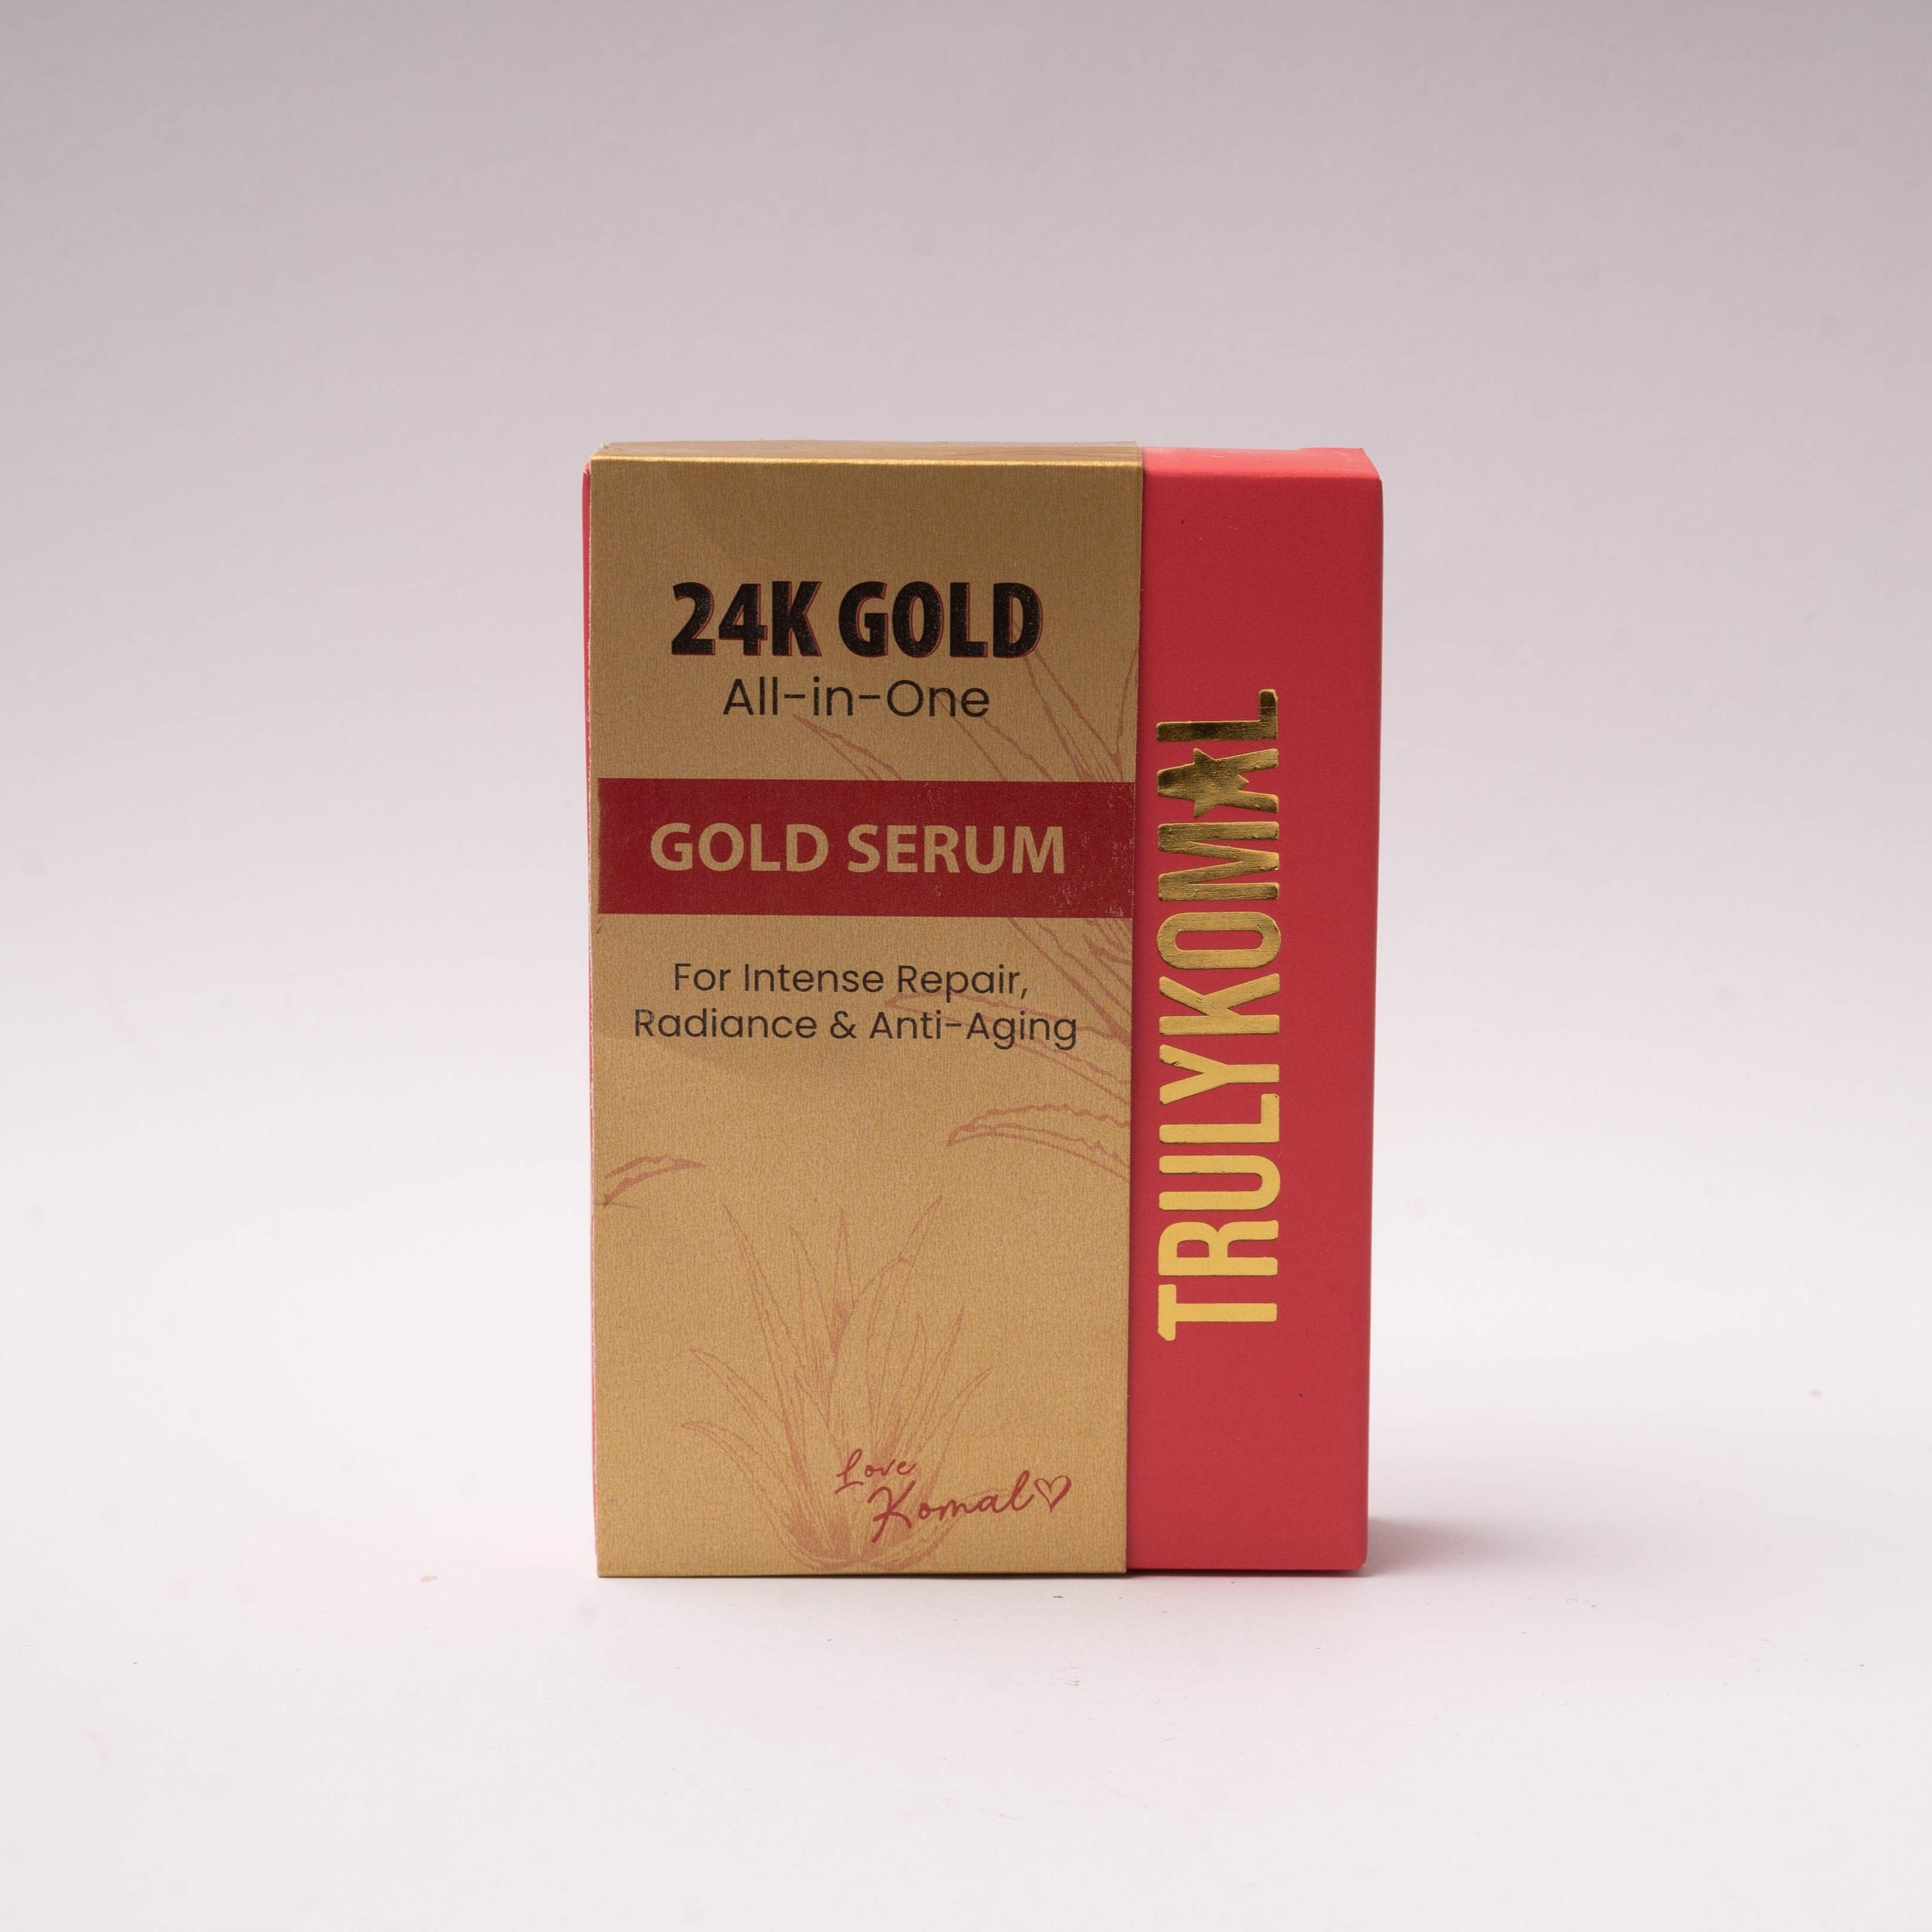 24K GOLD
All-in-One
GOLD SERUM
For Intense Repair,
Radiance & Anti-Aging
Love
Komal
TRULYKOMAL